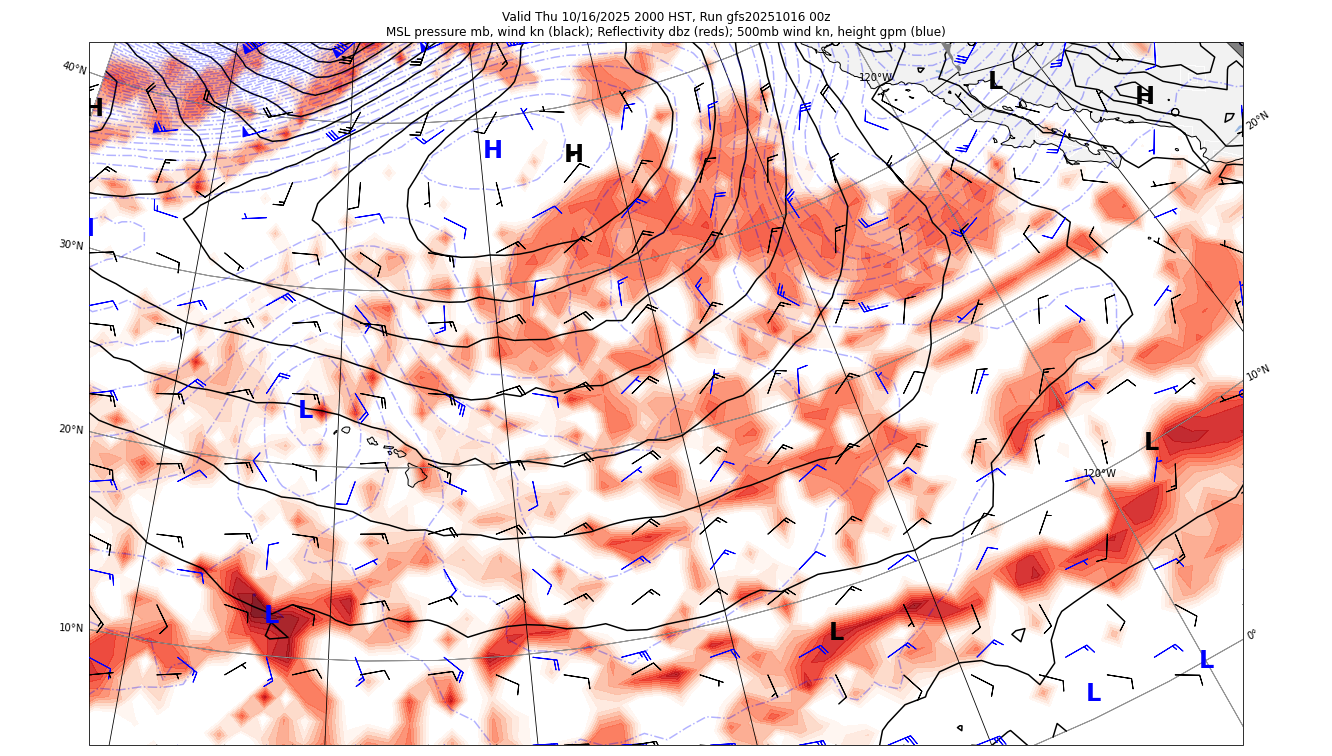 Valid Thu 10/16/2025 2000 HST, Run gfs20251016 00z
MSL pressure mb, wind kn (black); Reflectivity dbz (reds); 500mb wind kn, height gpm (blue)
40°N
120°W
L
H
H
20°N
H
H
30°N
10°N
L
20°N
L
120°W
L
10°N
L
0°
L
L